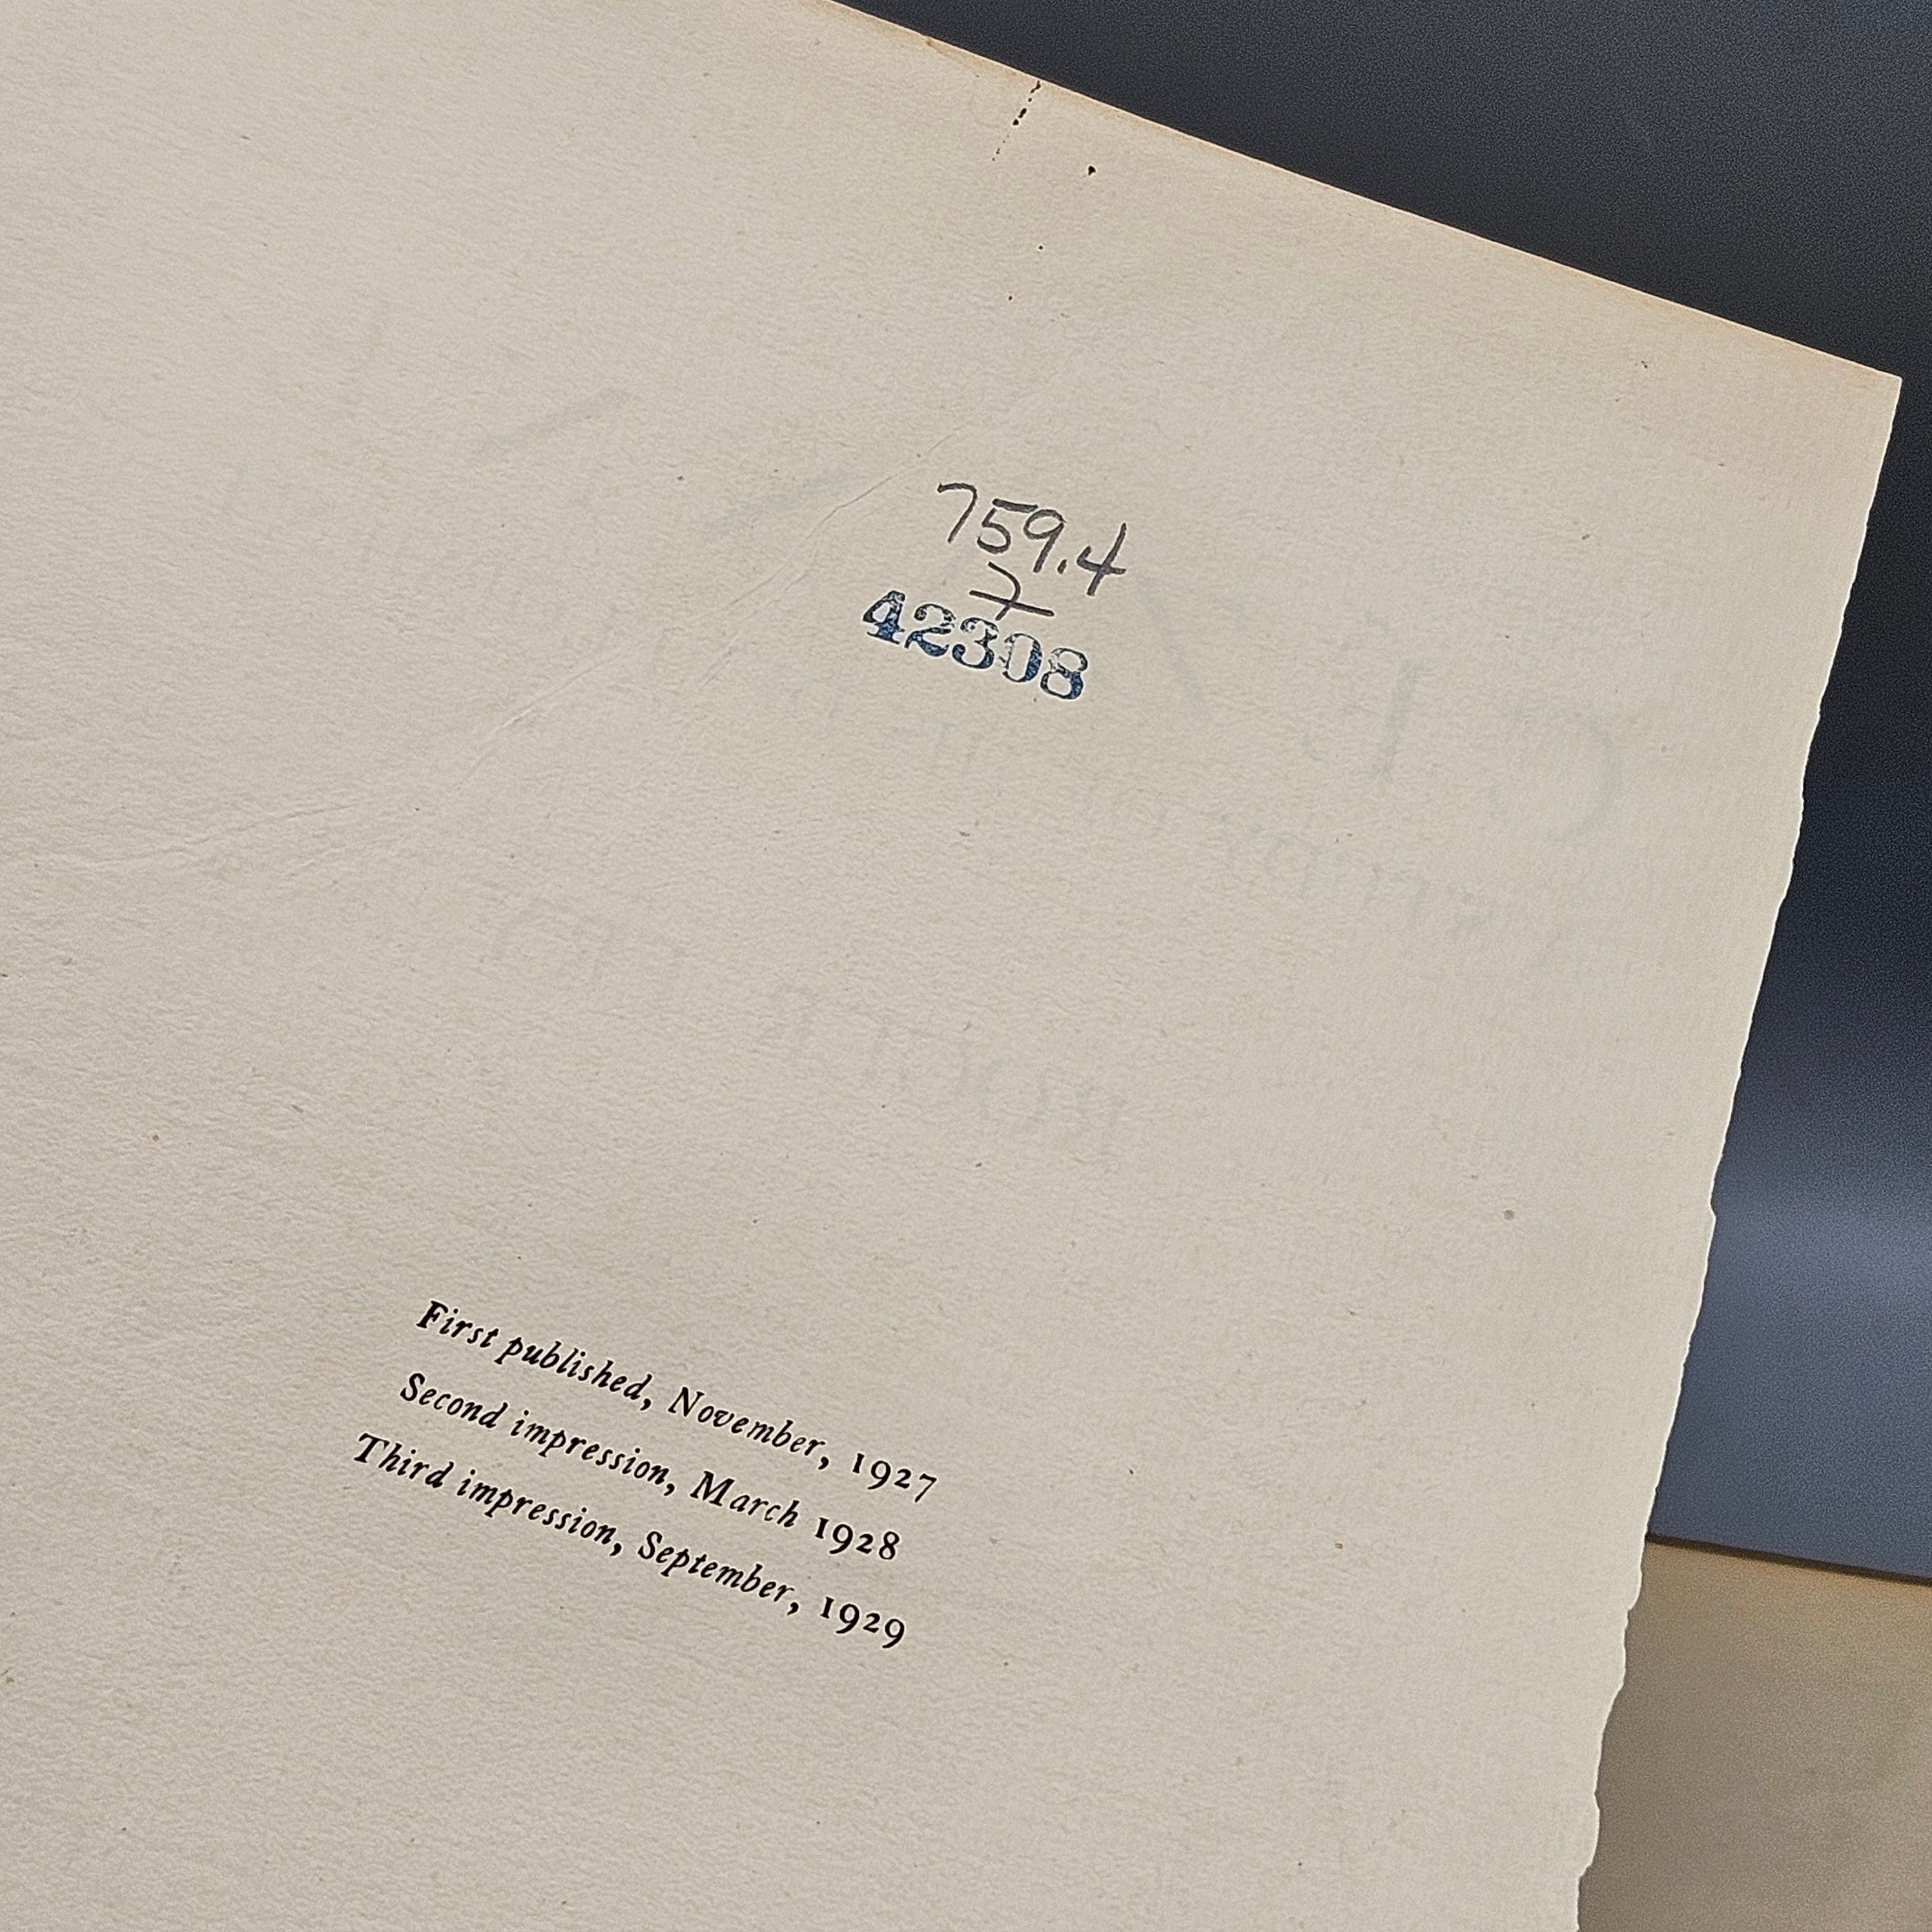 759.4
7
42308
First published, November, 1927
Second impression, March 1928
Third impression, September, 1929